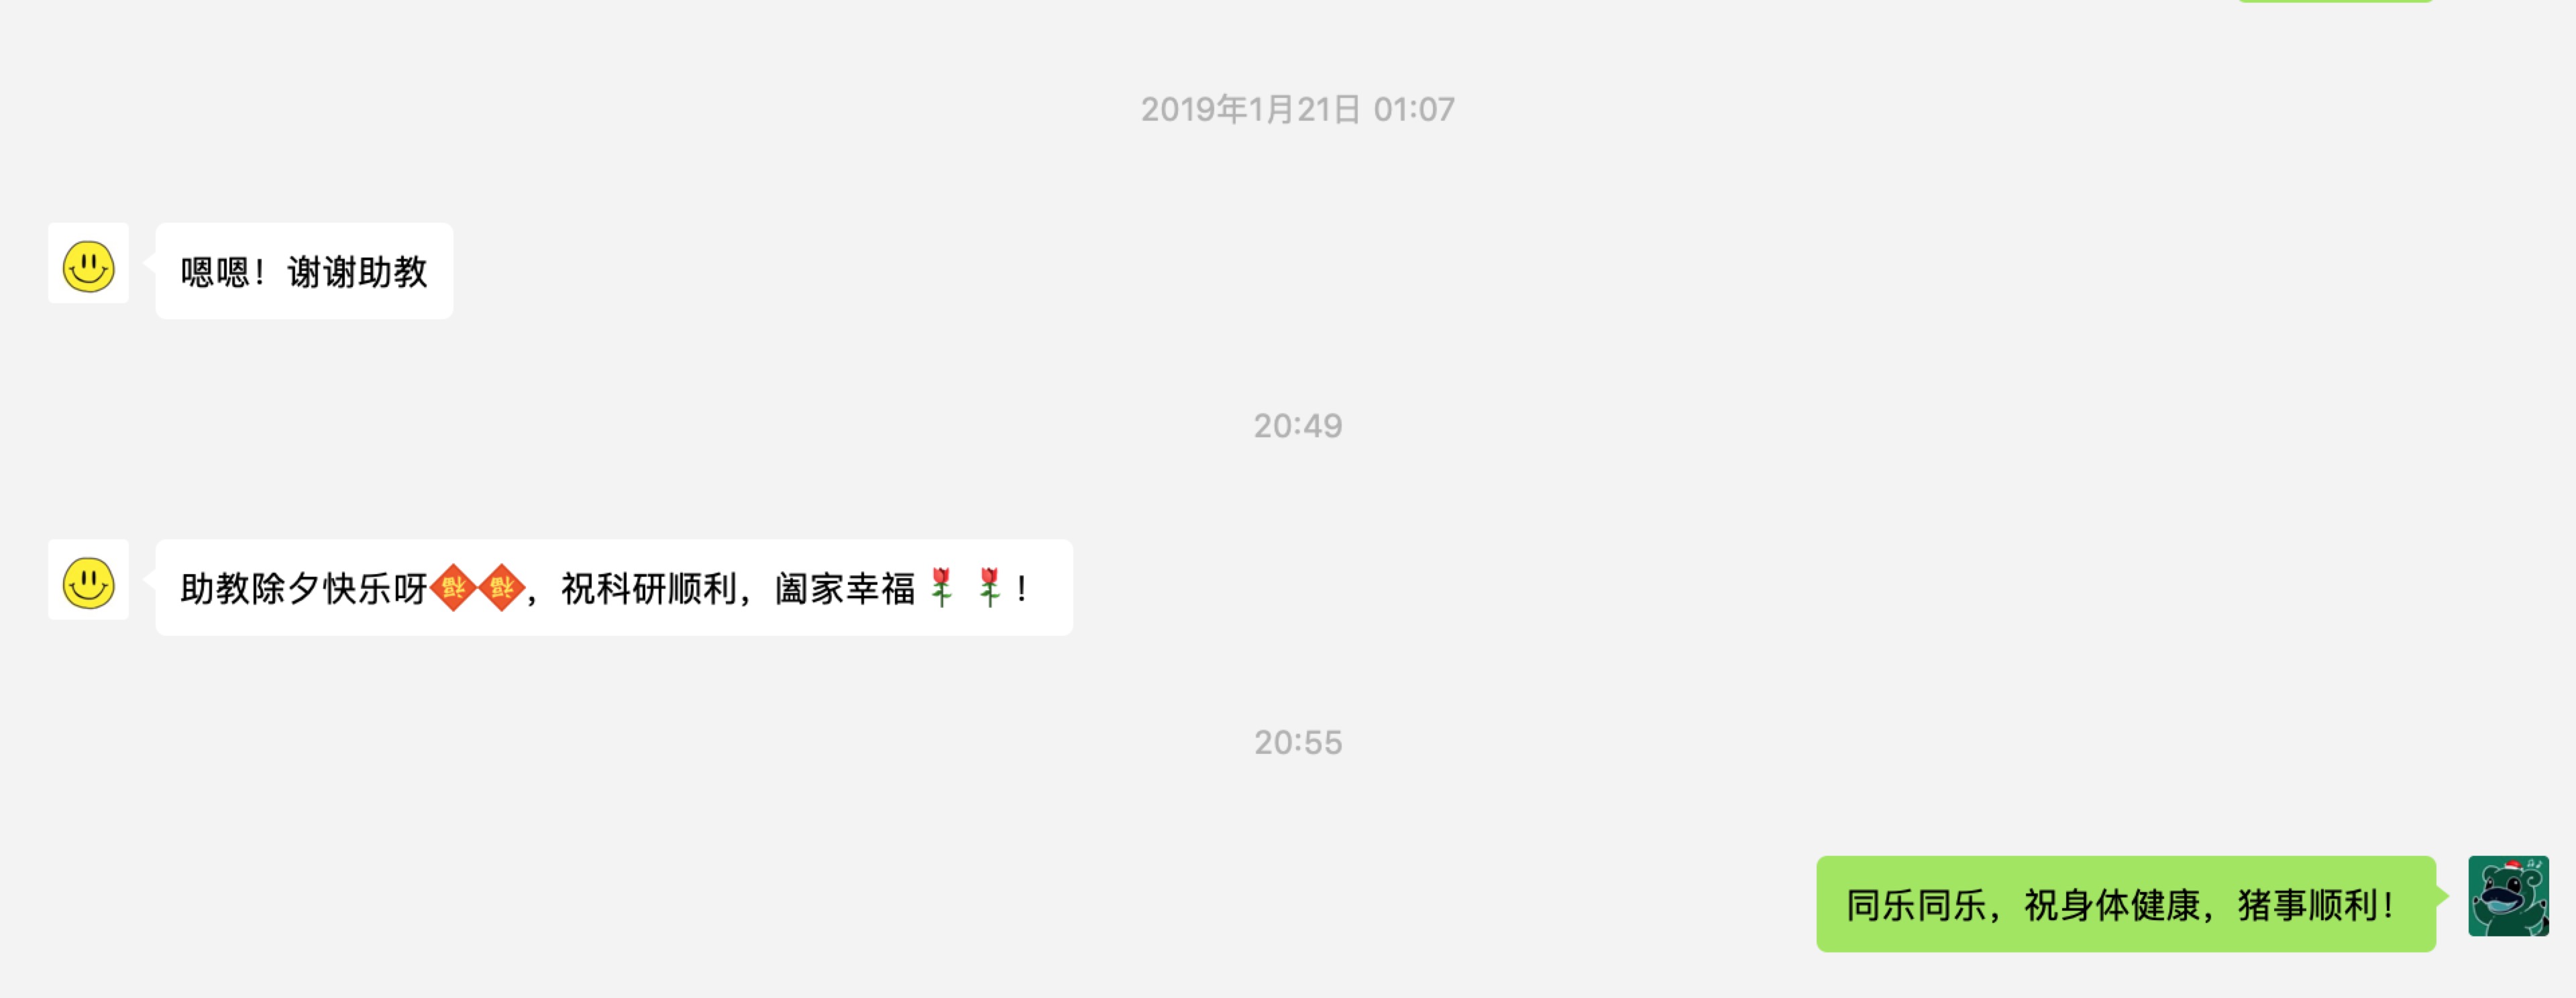 2019年1月21日 01:07
嗯嗯！谢谢助教
20:49
助教除夕快乐呀福福，祝科研顺利，阖家幸福🌹🌹！
20:55
同乐同乐，祝身体健康，猪事顺利！